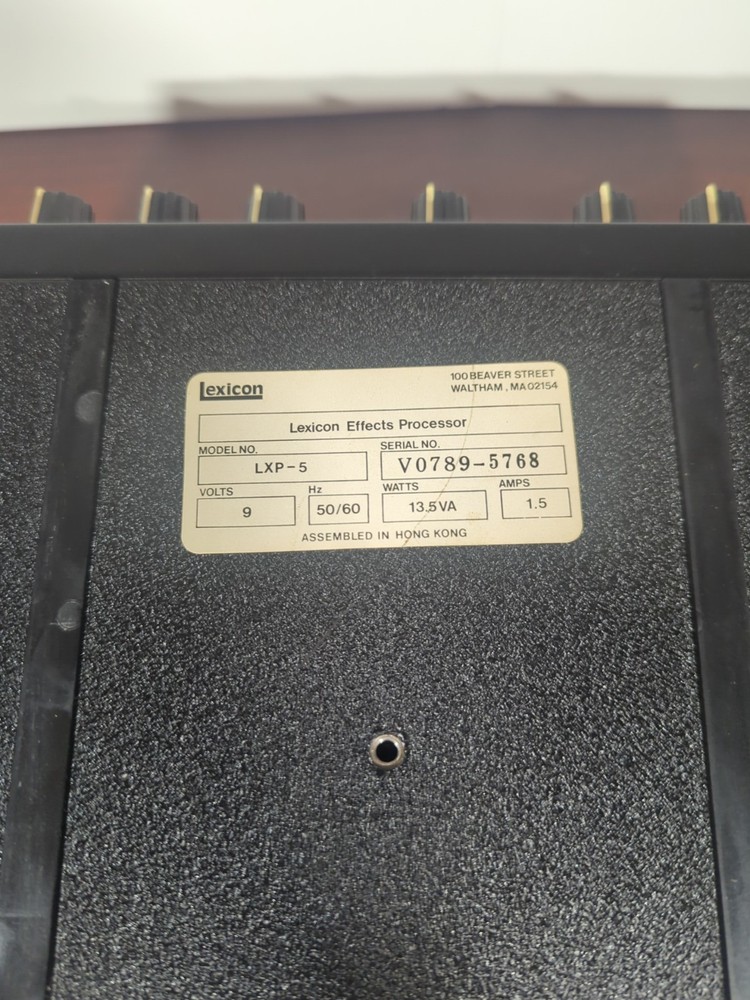 lexicon
100 BEAVER STREET
WALTHAM, MA 02154
Lexicon Effects Processor
MODEL NO.
LXP-5
SERIAL NO.
V0789-5768
VOLTS
9
Hz
50/60
WATTS
13.5VA
AMPS
1.5
ASSEMBLED IN HONG KONG